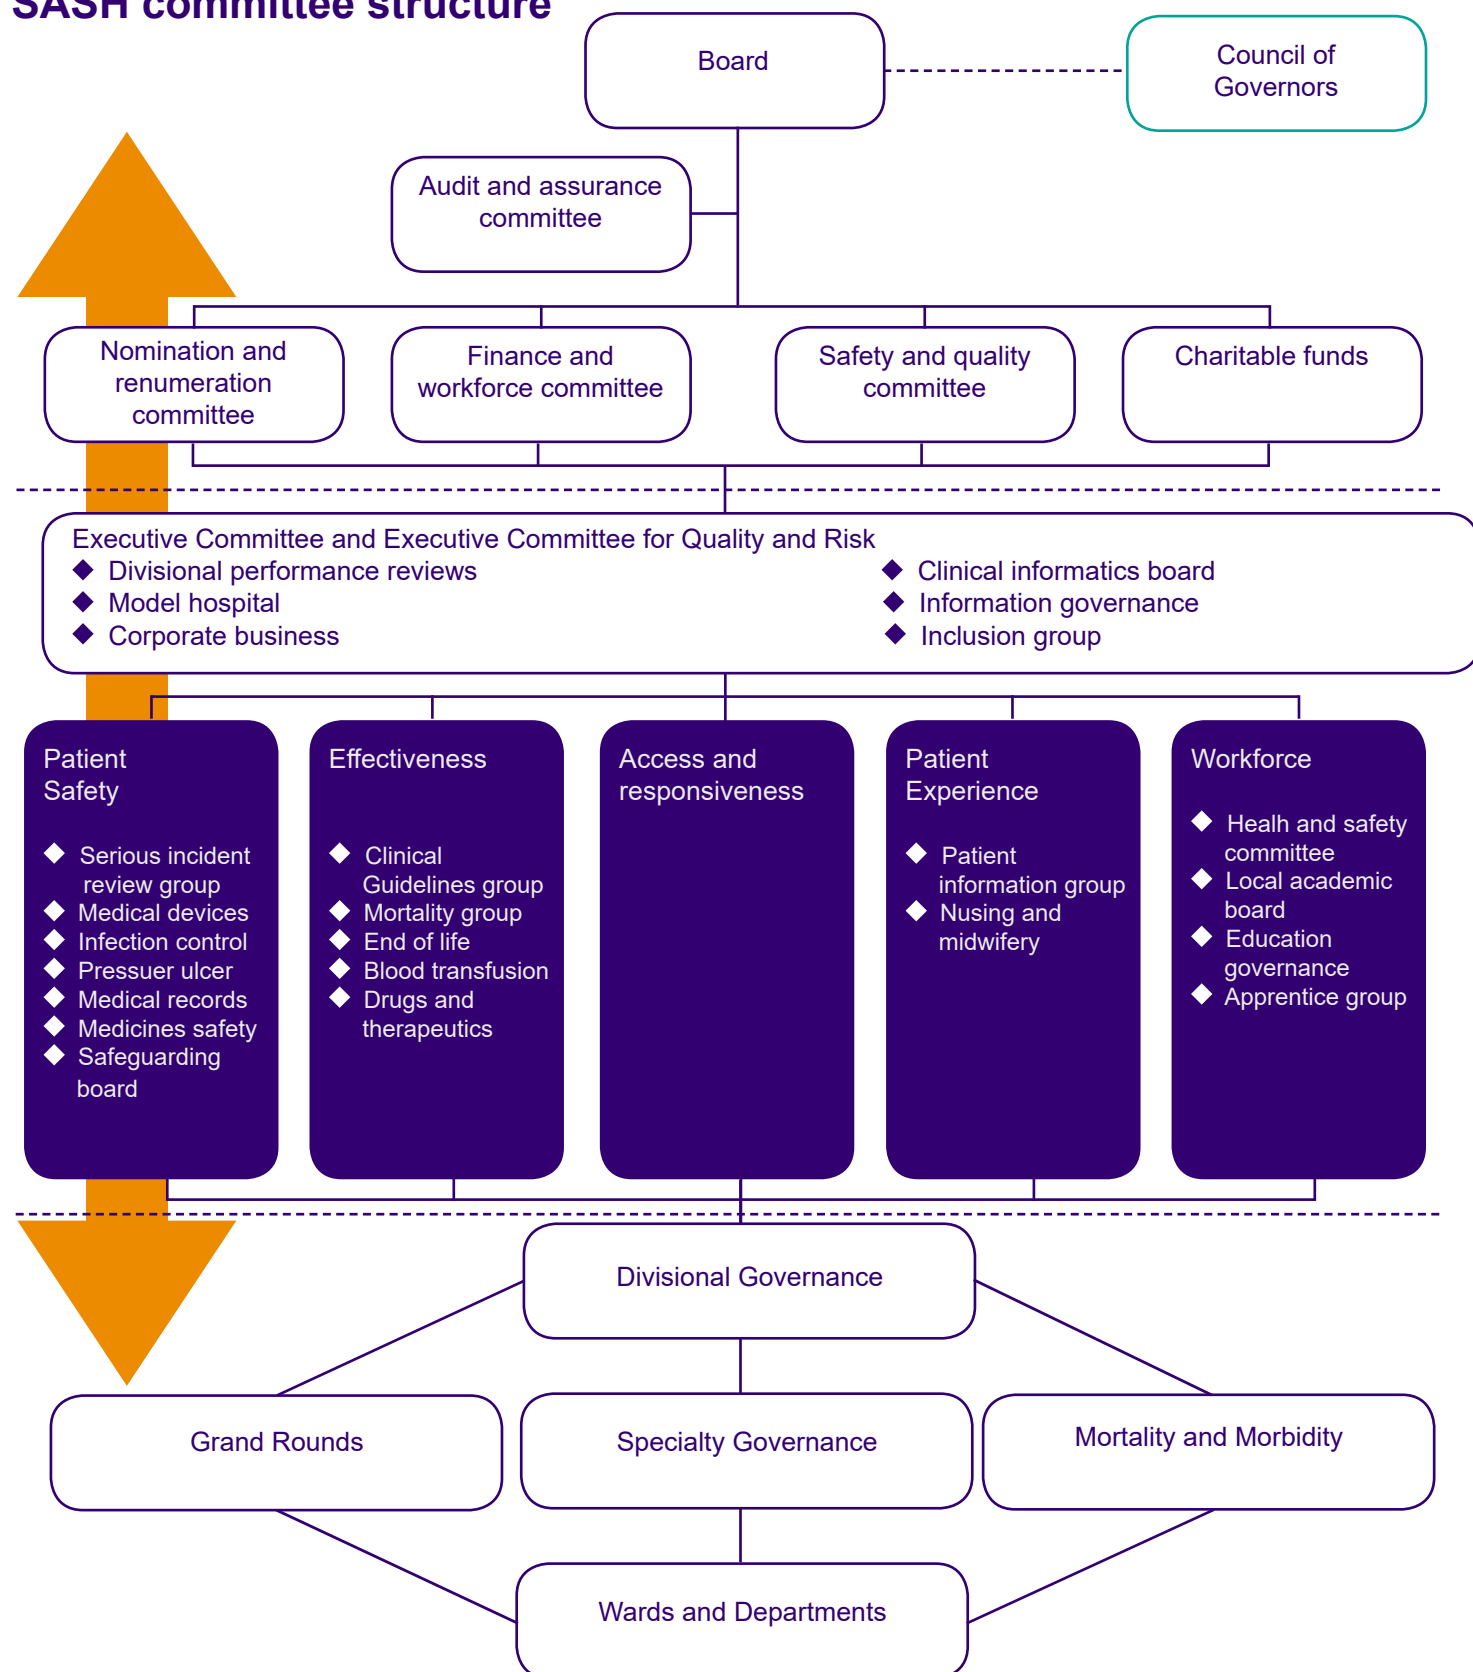 SASH committee structure
Board
Council of
Governors
Audit and assurance
committee
Nomination and
renumeration
committee
Finance and
workforce committee
Safety and quality
committee
Charitable funds
Executive Committee and Executive Committee for Quality and Risk
◆ Divisional performance reviews
◆ Model hospital
◆ Corporate business
◆ Clinical informatics board
◆ Information governance
◆ Inclusion group
Patient
Safety
◆ Serious incident
review group
◆ Medical devices
◆ Infection control
◆ Pressuer ulcer
◆ Medical records
◆ Medicines safety
◆ Safeguarding
board
Effectiveness
◆ Clinical
Guidelines group
◆ Mortality group
◆ End of life
◆ Blood transfusion
◆ Drugs and
therapeutics
Access and
responsiveness
Patient
Experience
◆ Patient
information group
◆ Nusing and
midwifery
Workforce
◆ Healh and safety
committee
◆ Local academic
board
◆ Education
governance
◆ Apprentice group
Divisional Governance
Grand Rounds
Specialty Governance
Mortality and Morbidity
Wards and Departments